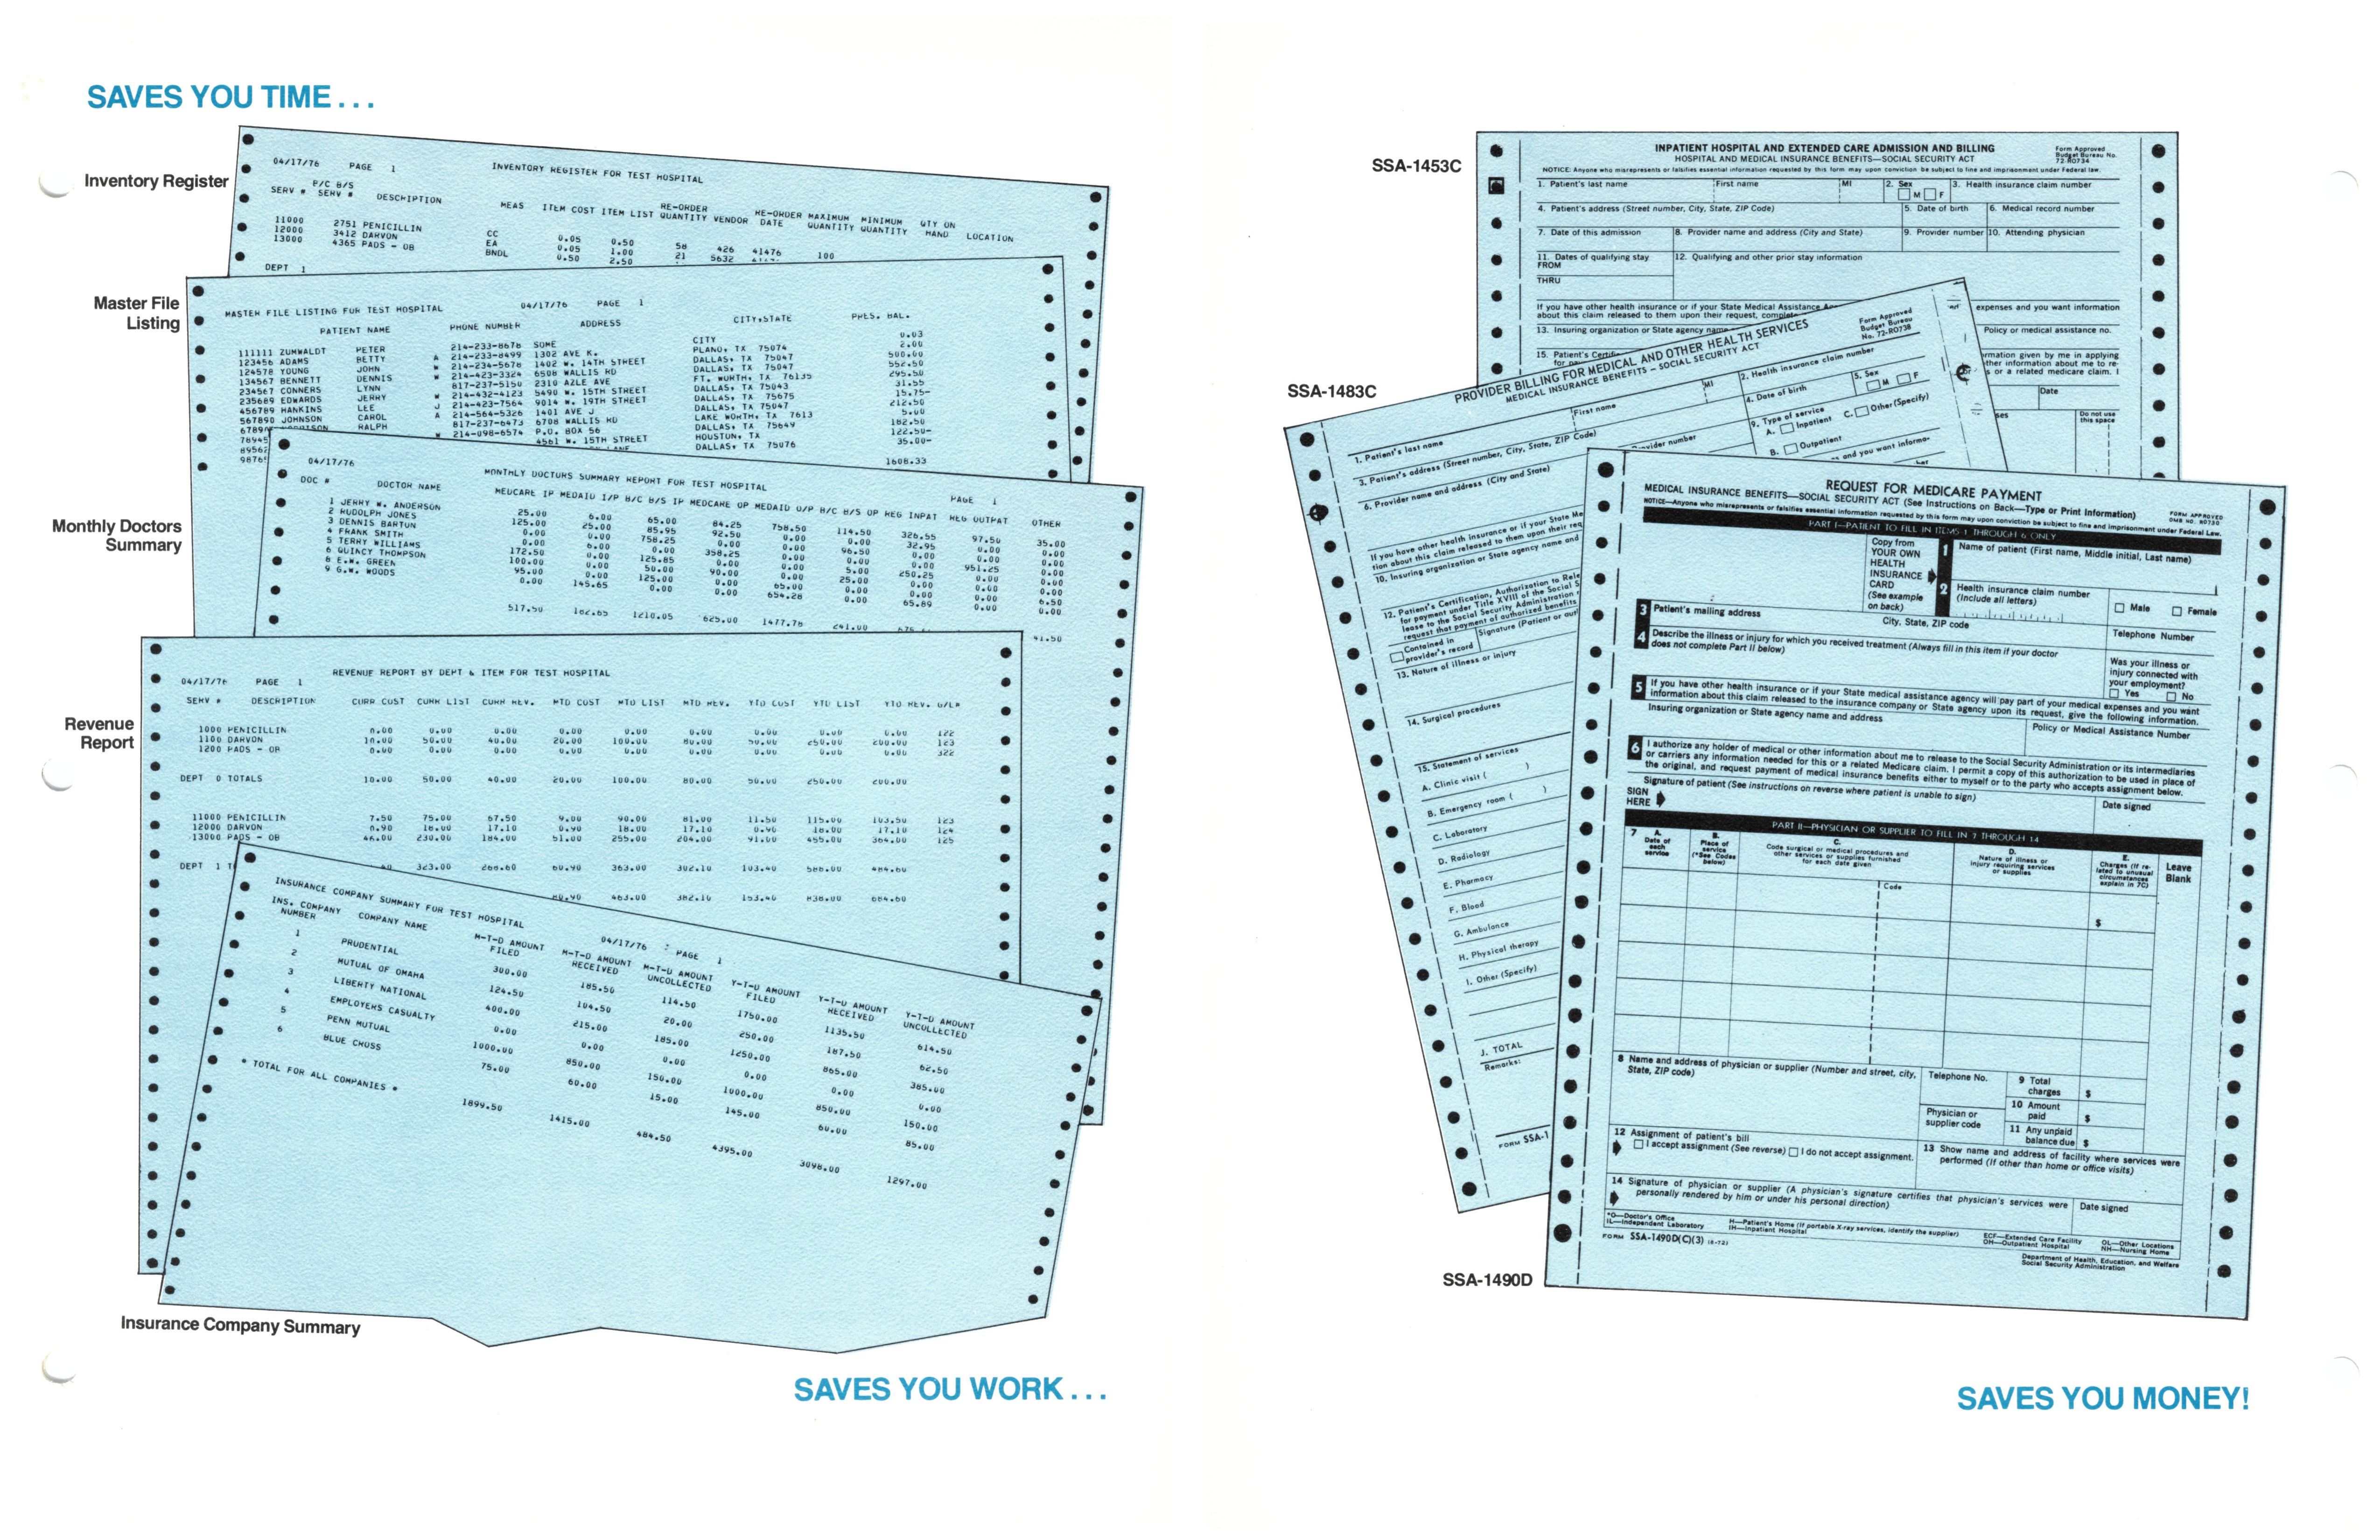 SAVES YOU TIME...
Inventory Register
04/17/76 PAGE 1 INVENTORY REGISTER FOR TEST HOSPITAL
P/C B/S
SERV # SERV # DESCRIPTION MEAS ITEM COST ITEM LIST RE-ORDER QUANTITY VENDOR RE-ORDER DATE MAXIMUM QUANTITY MINIMUM QUANTITY QTY ON HAND LOCATION
11000 2751 PENICILLIN CC 0.05 0.50 58 426 41476 100
12000 3412 DARVON EA 0.05 1.00 21 5632
13000 4365 PADS - OB BNDL 0.50 2.50
DEPT 1
Master File
Listing
MASTER FILE LISTING FOR TEST HOSPITAL 04/17/76 PAGE 1
PATIENT NAME PHONE NUMBER ADDRESS CITY,STATE PRES. BAL.
111111 ZUMWALDT PETER 214-233-8678 SOME CITY 0.03
123456 ADAMS BETTY A 214-233-8499 1302 AVE K. PLANO, TX 75074 2.00
124578 YOUNG JOHN W 214-234-5678 1402 W. 14TH STREET DALLAS, TX 75047 500.00
134567 BENNETT DENNIS W 214-423-3324 6508 WALLIS RD DALLAS, TX 75047 552.50
234567 CONNERS LYNN 817-237-5150 2310 AZLE AVE FT. WORTH, TX 76135 295.50
235689 EDWARDS JERRY W 214-432-4123 5490 W. 15TH STREET DALLAS, TX 75043 31.55
456789 HANKINS LEE J 214-423-7564 9014 W. 19TH STREET DALLAS, TX 75675 15.75-
567890 JOHNSON CAROL A 214-564-5326 1401 AVE J DALLAS, TX 75047 212.50
RALPH 817-237-6473 6708 WALLIS RD LAKE WORTH, TX 7613 5.00
W 214-098-6574 P.O. BOX 56 DALLAS, TX 75649 182.50
4561 W. 15TH STREET HOUSTON, TX 122.50-
DALLAS, TX 75076 35.00-
1608.33
Monthly Doctors
Summary
04/17/76 MONTHLY DOCTORS SUMMARY REPORT FOR TEST HOSPITAL PAGE 1
DOC # DOCTOR NAME MEDCARE IP MEDAID I/P B/C B/S IP MEDCARE OP MEDAID O/P B/C B/S OP REG INPAT REG OUTPAT OTHER
1 JERRY W. ANDERSON 25.00 6.00 65.00 84.25 758.50 114.50 326.55 97.50 35.00
2 RUDOLPH JONES 125.00 25.00 85.95 92.50 0.00 0.00 32.95 0.00 0.00
3 DENNIS BARTON 0.00 0.00 758.25 0.00 0.00 96.50 0.00 0.00 0.00
4 FRANK SMITH 0.00 6.00 0.00 358.25 0.00 0.00 0.00 951.25 0.00
5 TERRY WILLIAMS 172.50 0.00 125.85 0.00 0.00 5.00 250.25 0.00 0.00
6 QUINCY THOMPSON 100.00 0.00 50.00 90.00 0.00 25.00 0.00 0.00 0.00
8 E.W. GREEN 95.00 0.00 125.00 0.00 65.00 0.00 0.00 0.00 6.50
9 G.W. WOODS 0.00 145.65 0.00 0.00 654.28 0.00 65.89 0.00 0.00
517.50 182.65 1210.05 625.00 1477.78 241.00 41.50
Revenue
Report
REVENUE REPORT BY DEPT & ITEM FOR TEST HOSPITAL
04/17/76 PAGE 1
SERV # DESCRIPTION CURR COST CURR LIST CURR REV. MTD COST MTD LIST MTD REV. YTD COST YTD LIST YTD REV. G/L#
1000 PENICILLIN 0.00 0.00 0.00 0.00 0.00 0.00 0.00 0.00 0.00 122
1100 DARVON 10.00 50.00 40.00 20.00 100.00 80.00 50.00 250.00 200.00 123
1200 PADS - OB 0.00 0.00 0.00 0.00 0.00 0.00 0.00 0.00 0.00 322
DEPT 0 TOTALS 10.00 50.00 40.00 20.00 100.00 80.00 50.00 250.00 200.00
11000 PENICILLIN 7.50 75.00 67.50 9.00 90.00 81.00 11.50 115.00 103.50 123
12000 DARVON 0.90 18.00 17.10 0.90 18.00 17.10 0.90 18.00 17.10 124
13000 PADS - OB 46.00 230.00 184.00 51.00 255.00 204.00 91.00 455.00 364.00 125
DEPT 1 323.00 268.60 60.90 363.00 302.10 103.40 588.00 484.60
80.90 463.00 382.10 153.40 838.00 684.60
INSURANCE COMPANY SUMMARY FOR TEST HOSPITAL 04/17/76 : PAGE 1
INS. COMPANY NUMBER COMPANY NAME M-T-D AMOUNT FILED M-T-D AMOUNT RECEIVED M-T-D AMOUNT UNCOLLECTED Y-T-D AMOUNT FILED Y-T-D AMOUNT RECEIVED Y-T-D AMOUNT UNCOLLECTED
1 PRUDENTIAL 300.00 185.50 114.50 1750.00 1135.50 614.50
2 MUTUAL OF OMAHA 124.50 104.50 20.00 250.00 187.50 62.50
3 LIBERTY NATIONAL 400.00 215.00 185.00 1250.00 865.00 385.00
4 EMPLOYERS CASUALTY 0.00 0.00 0.00 0.00 0.00 0.00
5 PENN MUTUAL 1000.00 850.00 150.00 1000.00 850.00 150.00
6 BLUE CROSS 75.00 60.00 15.00 145.00 60.00 85.00
* TOTAL FOR ALL COMPANIES * 1899.50 1415.00 484.50 4395.00 3098.00 1297.00
Insurance Company Summary
SAVES YOU WORK...
SSA-1453C
INPATIENT HOSPITAL AND EXTENDED CARE ADMISSION AND BILLING
HOSPITAL AND MEDICAL INSURANCE BENEFITS—SOCIAL SECURITY ACT
Form Approved
Budget Bureau No.
72-R0734
NOTICE: Anyone who misrepresents or falsifies essential information requested by this form may upon conviction be subject to fine and imprisonment under Federal law.
1. Patient's last name First name MI 2. Sex M F 3. Health insurance claim number
4. Patient's address (Street number, City, State, ZIP Code) 5. Date of birth 6. Medical record number
7. Date of this admission 8. Provider name and address (City and State) 9. Provider number 10. Attending physician
11. Dates of qualifying stay 12. Qualifying and other prior stay information
FROM
THRU
If you have other health insurance or if your State Medical Assistance expenses and you want information
about this claim released to them upon their request, complete
13. Insuring organization or State agency name Policy or medical assistance no.
15. Patient's given by me in applying
ther information about me to re-
s or a related medicare claim. I
Date
Do not use
this space
SSA-1483C
PROVIDER BILLING FOR MEDICAL AND OTHER HEALTH SERVICES
MEDICAL INSURANCE BENEFITS – SOCIAL SECURITY ACT
Form Approved
Budget Bureau
No. 72-RO738
1. Patient's last name First name MI 2. Health insurance claim number
3. Patient's address (Street number, City, State, ZIP Code) 4. Date of birth 5. Sex M F
6. Provider name and address (City and State) vider number 9. Type of service
A. Inpatient C. Other (Specify)
B. Outpatient
If you have other health insurance or if your State Me and you want informa-
tion about this claim released to them upon their req
10. Insuring organization or State agency name and
12. Patient's Certification, Authorization to Rele
for payment under Title XVIII of the Social S
lease to the Social Security Administration
request that payment of authorized benefits
Contained in
provider's record
Signature (Patient or
13. Nature of illness or injury
14. Surgical procedures
15. Statement of services
A. Clinic visit ( )
B. Emergency room ( )
C. Laboratory
D. Radiology
E. Pharmacy
F. Blood
G. Ambulance
H. Physical therapy
I. Other (Specify)
J. TOTAL
Remarks:
FORM SSA-1
REQUEST FOR MEDICARE PAYMENT
MEDICAL INSURANCE BENEFITS—SOCIAL SECURITY ACT (See Instructions on Back—Type or Print Information)
NOTICE—Anyone who misrepresents or falsifies essential information requested by this form may upon conviction be subject to fine and imprisonment under Federal Law.
FORM APPROVED
OMB NO. R0730
PART I—PATIENT TO FILL IN ITEMS 1 THROUGH 6 ONLY
Copy from
YOUR OWN
HEALTH
INSURANCE
CARD
(See example
on back)
1 Name of patient (First name, Middle initial, Last name)
2 Health insurance claim number
(Include all letters)
Male Female
3 Patient's mailing address City, State, ZIP code Telephone Number
4 Describe the illness or injury for which you received treatment (Always fill in this item if your doctor
does not complete Part II below)
Was your illness or
injury connected with
your employment?
Yes No
5 If you have other health insurance or if your State medical assistance agency will pay part of your medical expenses and you want
information about this claim released to the insurance company or State agency upon its request, give the following information.
Insuring organization or State agency name and address Policy or Medical Assistance Number
6 I authorize any holder of medical or other information about me to release to the Social Security Administration or its intermediaries
or carriers any information needed for this or a related Medicare claim. I permit a copy of this authorization to be used in place of
the original, and request payment of medical insurance benefits either to myself or to the party who accepts assignment below.
Signature of patient (See instructions on reverse where patient is unable to sign) Date signed
SIGN
HERE
PART II—PHYSICIAN OR SUPPLIER TO FILL IN 7 THROUGH 14
7 A.
Date of
each
service
B.
Place of
service
(*See Codes
below)
C.
Code surgical or medical procedures and
other services or supplies furnished
for each date given
Code
D.
Nature of illness or
injury requiring services
or supplies
E.
Charges (If re-
lated to unusual
circumstances
explain in 7C)
Leave
Blank
$
8 Name and address of physician or supplier (Number and street, city,
State, ZIP code)
Telephone No.
Physician or
supplier code
9 Total
charges $
10 Amount
paid $
11 Any unpaid
balance due $
12 Assignment of patient's bill
I accept assignment (See reverse) I do not accept assignment.
13 Show name and address of facility where services were
performed (If other than home or office visits)
14 Signature of physician or supplier (A physician's signature certifies that physician's services were
personally rendered by him or under his personal direction)
Date signed
*O—Doctor's Office H—Patient's Home (If portable X-ray services, identify the supplier) ECF—Extended Care Facility OL—Other Locations
IL—Independent Laboratory IH—Inpatient Hospital OH—Outpatient Hospital NH—Nursing Home
FORM SSA-1490D(C)(3) (8-72)
Department of Health, Education, and Welfare
Social Security Administration
SSA-1490D
SAVES YOU MONEY!